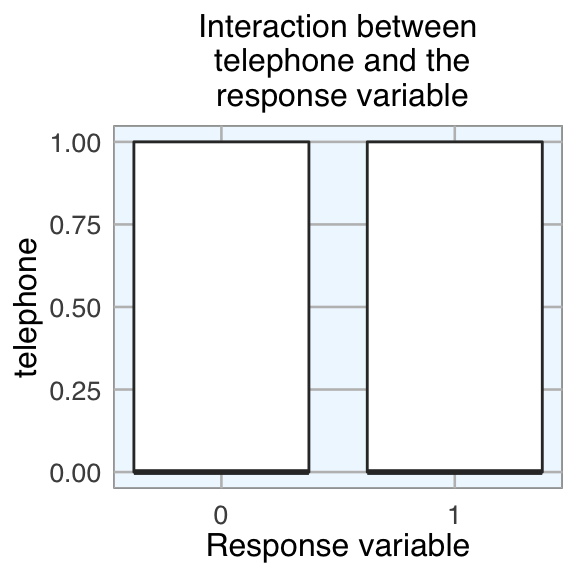 Interaction between
telephone and the
response variable
telephone
1.00
0.75
0.50
0.25
0.00
0 1
Response variable